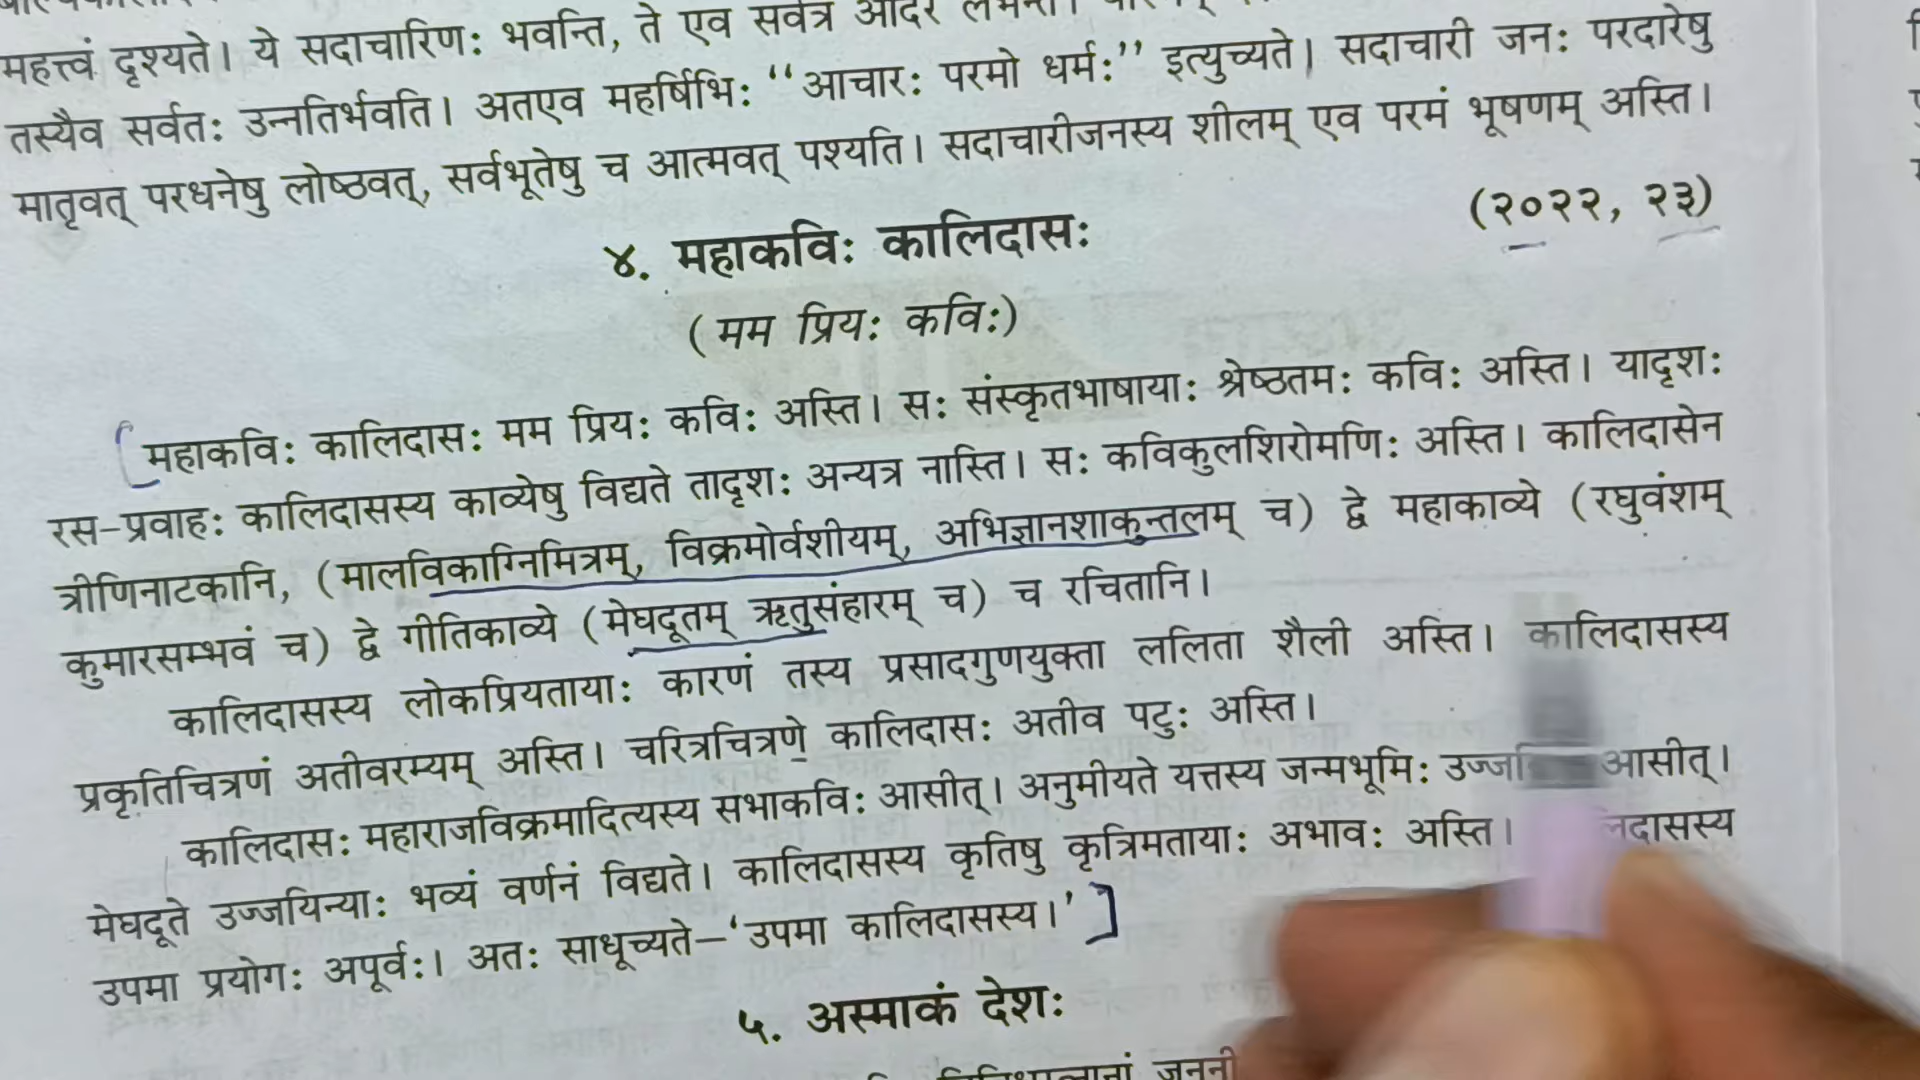 महत्त्वं दृश्यते। ये सदाचारिणः भवन्ति, ते एव सर्वत्र आदरं
तस्यैव सर्वतः उन्नतिर्भवति। अतएव महर्षिभिः “आचारः परमो धर्मः” इत्युच्यते। सदाचारी जनः परदारेषु
मातृवत् परधनेषु लोष्ठवत्, सर्वभूतेषु च आत्मवत् पश्यति। सदाचारीजनस्य शीलम् एव परमं भूषणम् अस्ति।
(२०२२, २३)
४. महाकविः कालिदासः
(मम प्रियः कविः)
महाकविः कालिदासः मम प्रियः कविः अस्ति। सः संस्कृतभाषायाः श्रेष्ठतमः कविः अस्ति। यादृशः
रस-प्रवाहः कालिदासस्य काव्येषु विद्यते तादृशः अन्यत्र नास्ति। सः कविकुलशिरोमणिः अस्ति। कालिदासेन
त्रीणिनाटकानि, (मालविकाग्निमित्रम्, विक्रमोर्वशीयम्, अभिज्ञानशाकुन्तलम् च) द्वे महाकाव्ये (रघुवंशम्
कुमारसम्भवं च) द्वे गीतिकाव्ये (मेघदूतम् ऋतुसंहारम् च) च रचितानि।
कालिदासस्य लोकप्रियतायाः कारणं तस्य प्रसादगुणयुक्ता ललिता शैली अस्ति। कालिदासस्य
प्रकृतिचित्रणं अतीवरम्यम् अस्ति। चरित्रचित्रणे कालिदासः अतीव पटुः अस्ति।
कालिदासः महाराजविक्रमादित्यस्य सभाकविः आसीत्। अनुमीयते यत्तस्य जन्मभूमिः आसीत्।
मेघदूते उज्जयिन्याः भव्यं वर्णनं विद्यते। कालिदासस्य कृतिषु कृत्रिमतायाः अभावः अस्ति।
उपमा प्रयोगः अपूर्वः। अतः साधूच्यते–‘उपमा कालिदासस्य।’
५. अस्माकं देशः
जननी